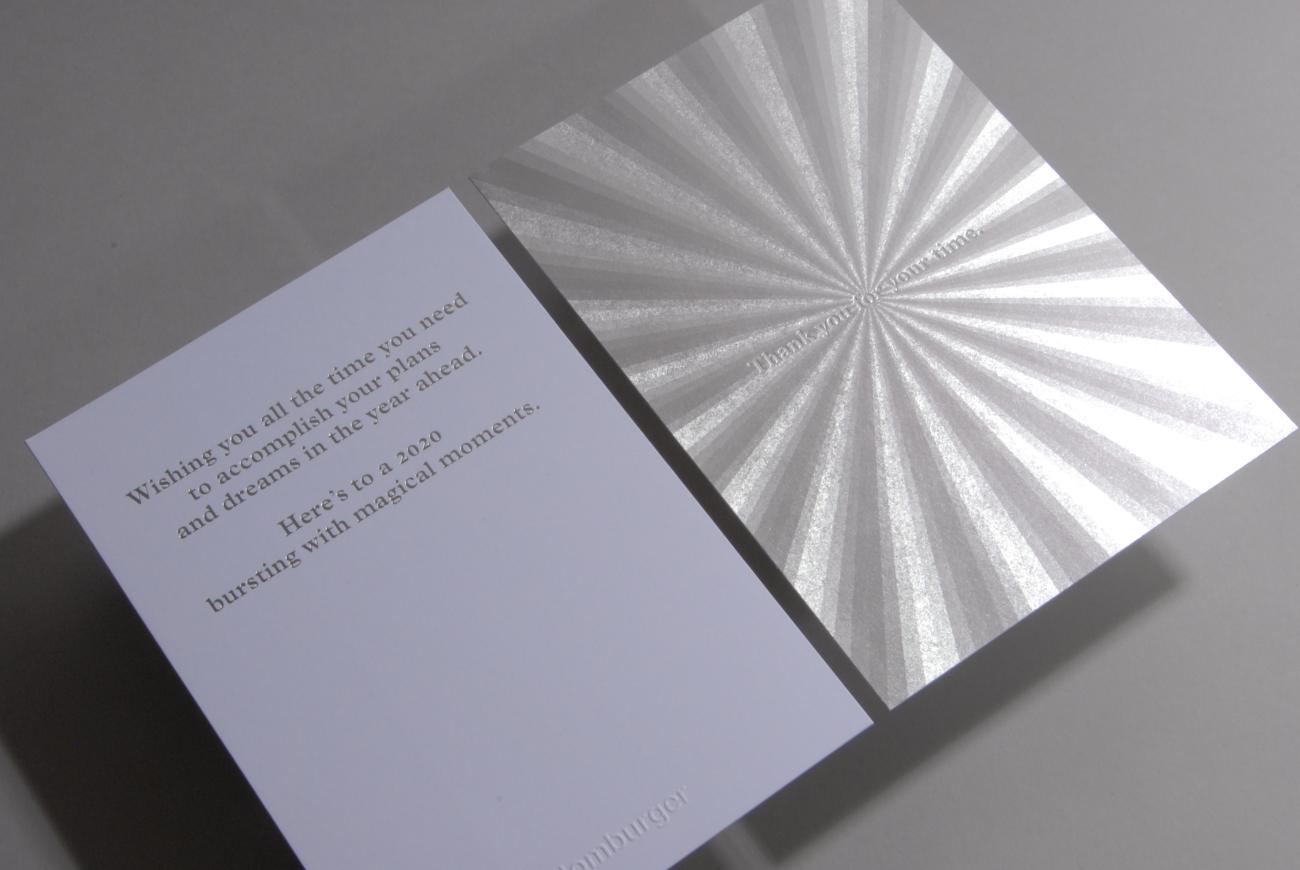 Wishing you all the time you need
to accomplish your plans
and dreams in the year ahead.
Here's to a 2020
bursting with magical moments.
Thank you for your time.